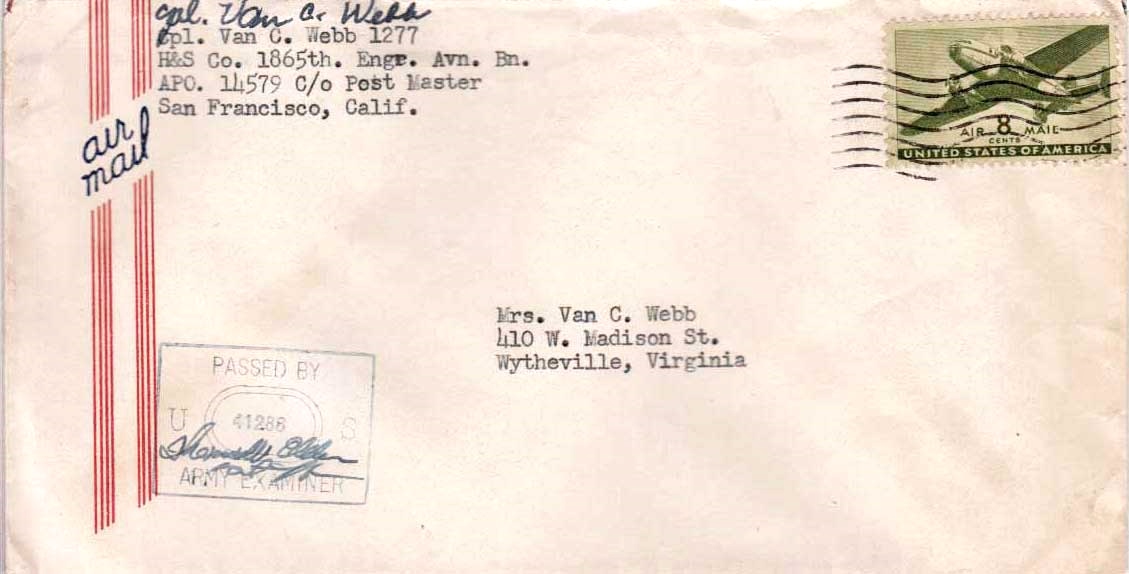 Cpl. Van C. Webb
Cpl. Van C. Webb 1277
H&S Co. 1865th. Engr. Avn. Bn.
APO. 14579 C/o Post Master
San Francisco, Calif.
air
mail
AIR 8 MAIL
CENTS
UNITED STATES OF AMERICA
Mrs. Van C. Webb
410 W. Madison St.
Wytheville, Virginia
PASSED BY
U 41286 S
ARMY EXAMINER